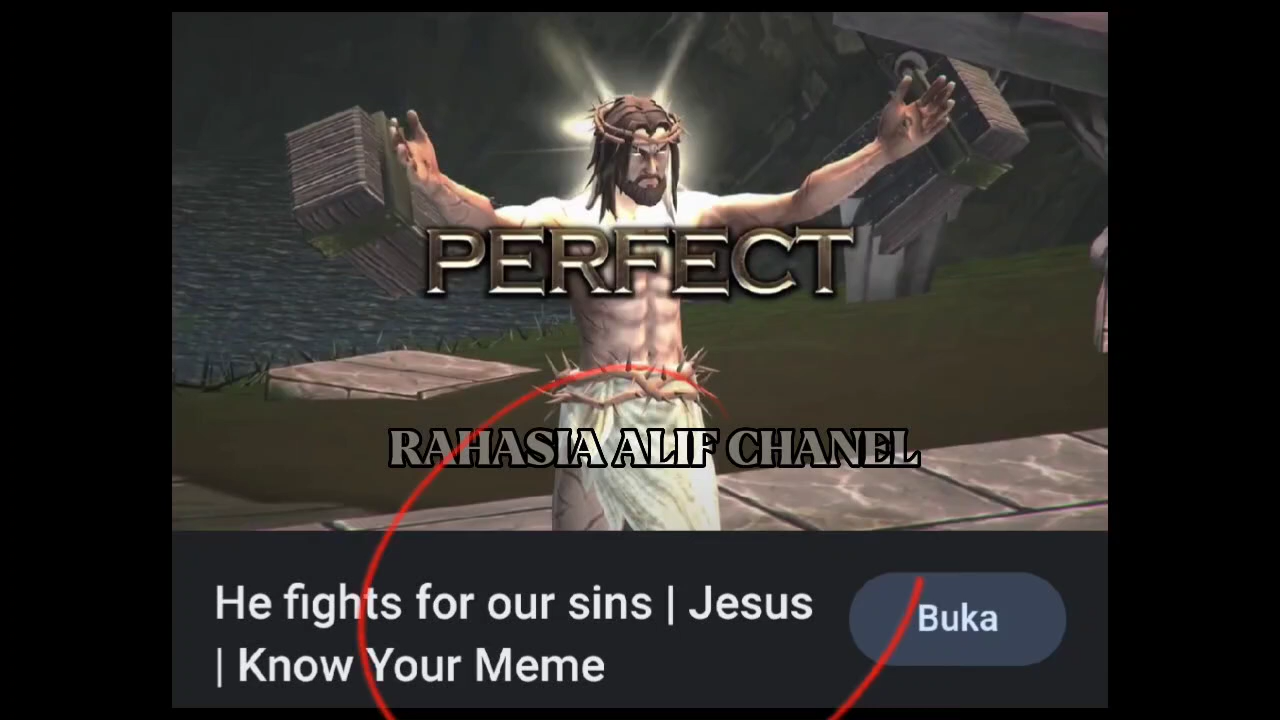 PERFECT
RAHASIA ALIF CHANEL
He fights for our sins | Jesus
| Know Your Meme
Buka